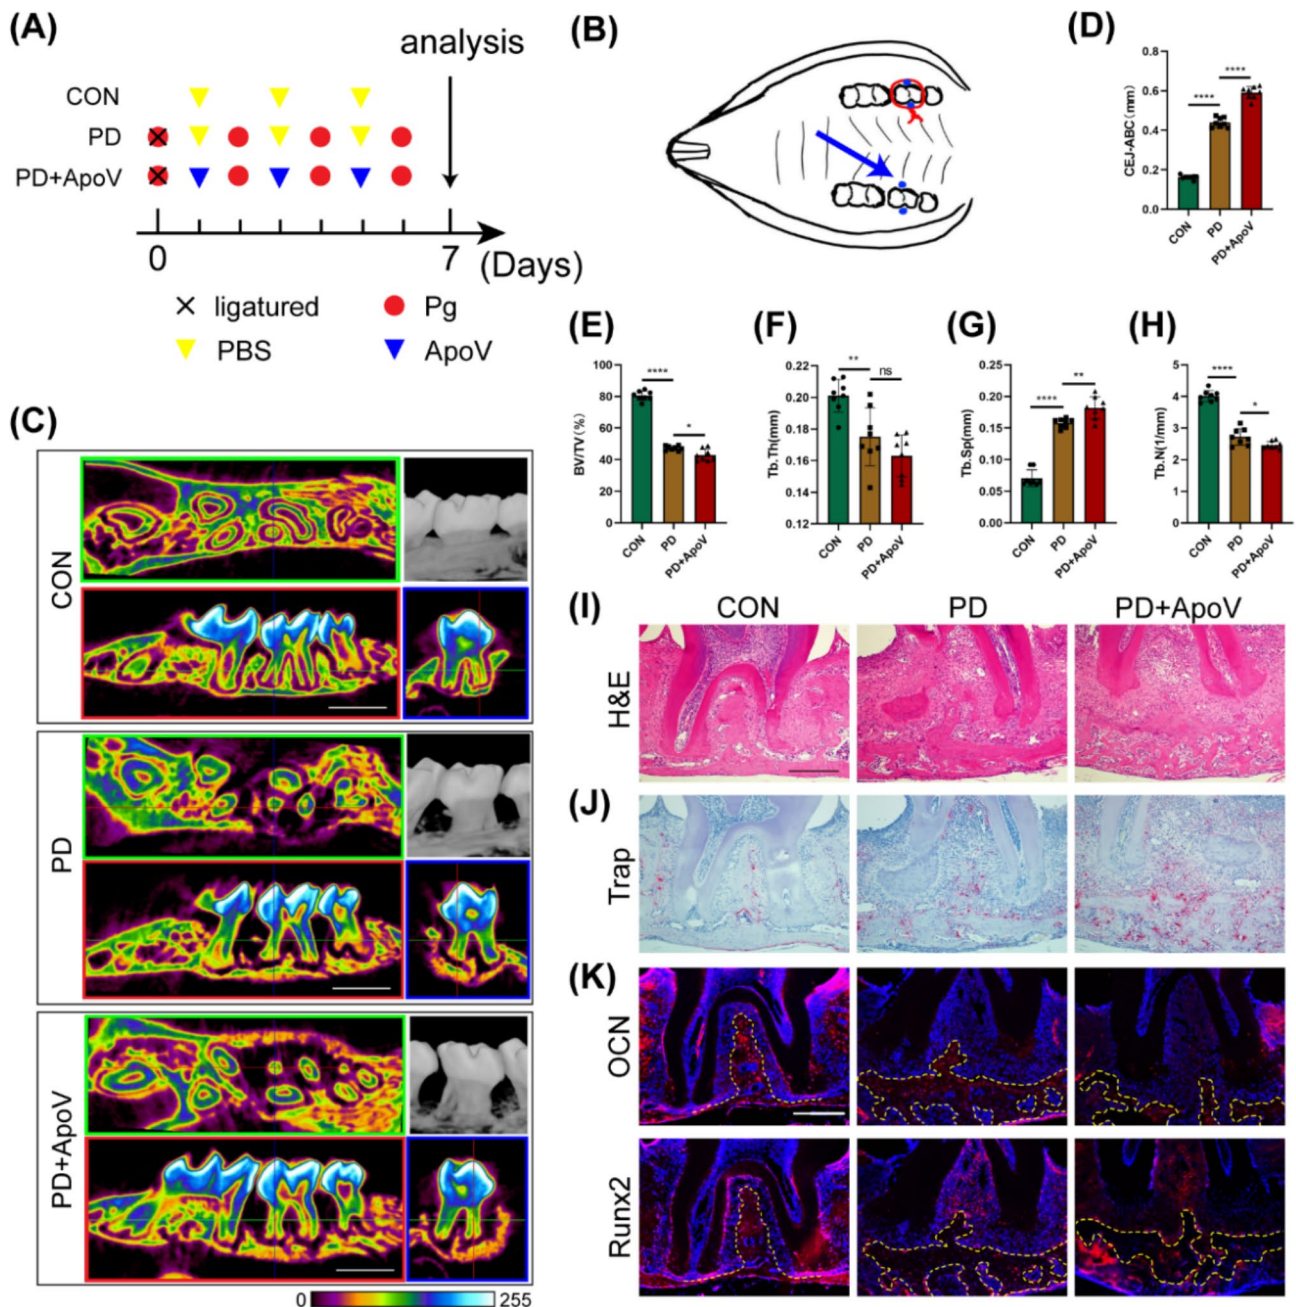 (A)
analysis
CON
PD
PD+ApoV
0
7
(Days)
ligatured
Pg
PBS
ApoV
(B)
(C)
CON
PD
PD+ApoV
0
255
(D)
CEJ-ABC(mm)
0.8
0.6
0.4
0.2
0.0
****
****
CON
PD
PD+ApoV
(E)
BV/TV(%)
100
80
60
40
20
0
****
*
CON
PD
PD+ApoV
(F)
Tb.Th(mm)
0.22
0.20
0.18
0.16
0.14
0.12
**
ns
CON
PD
PD+ApoV
(G)
Tb.Sp(mm)
0.25
0.20
0.15
0.10
0.05
0.00
****
**
CON
PD
PD+ApoV
(H)
Tb.N(1/mm)
5
4
3
2
1
0
****
*
CON
PD
PD+ApoV
(I)
CON
PD
PD+ApoV
H&E
(J)
Trap
(K)
OCN
Runx2